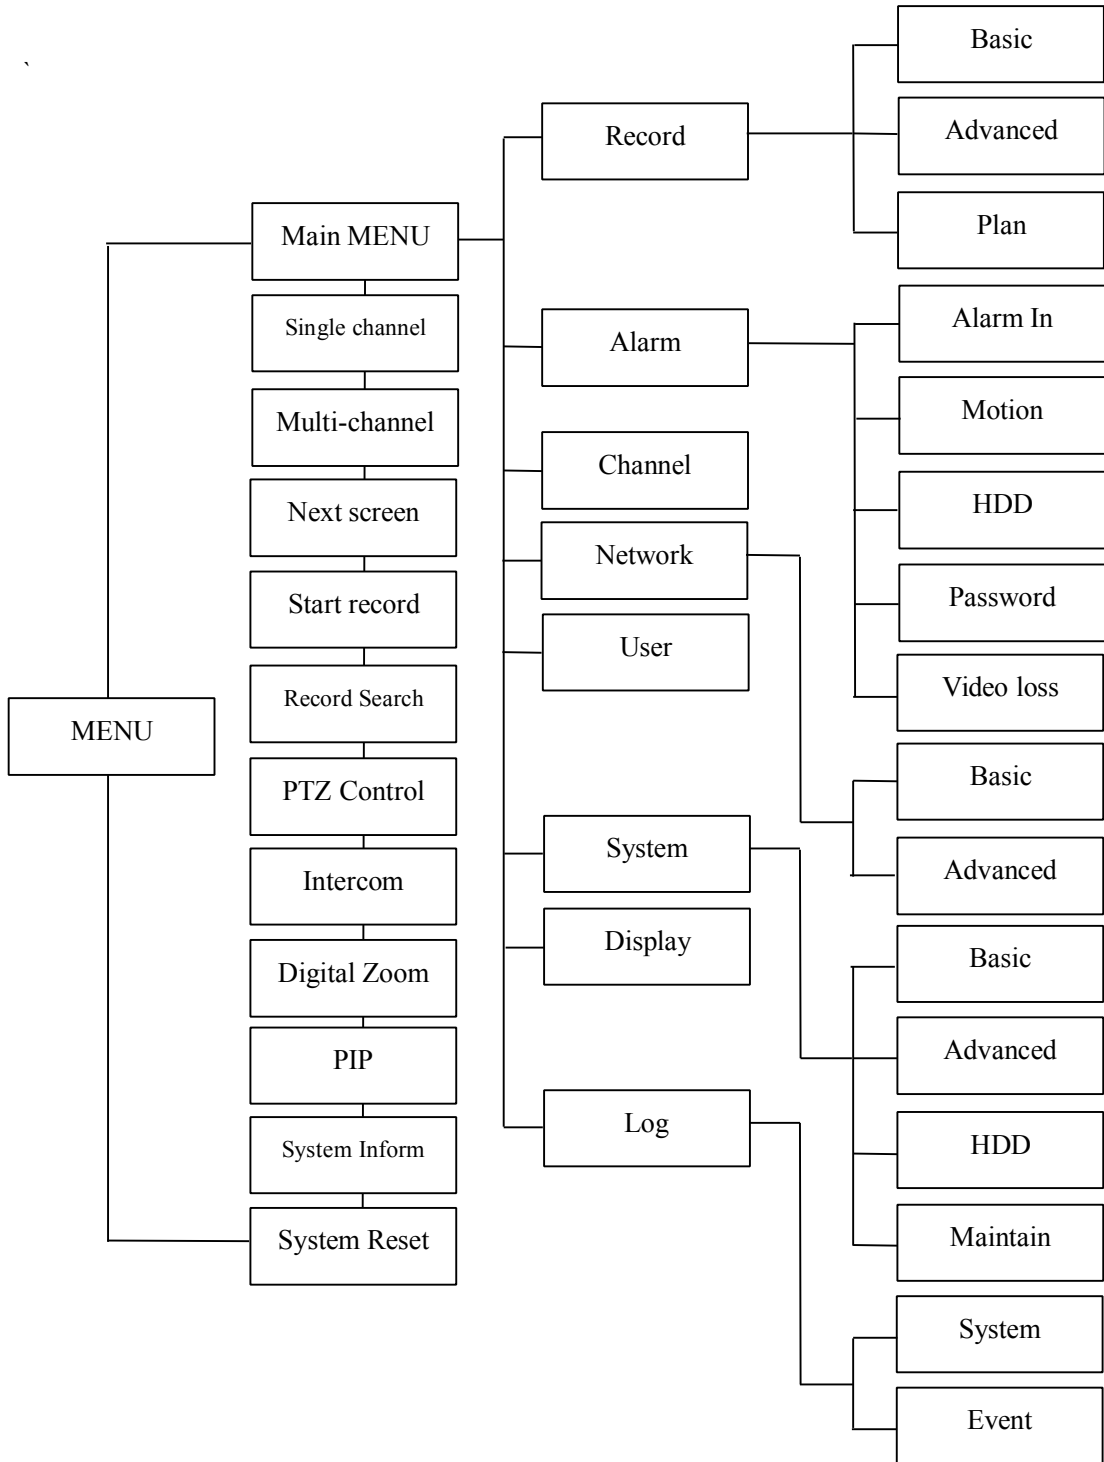 `
MENU
Main MENU
Single channel
Multi-channel
Next screen
Start record
Record Search
PTZ Control
Intercom
Digital Zoom
PIP
System Inform
System Reset
Record
Alarm
Channel
Network
User
System
Display
Log
Basic
Advanced
Plan
Alarm In
Motion
HDD
Password
Video loss
Basic
Advanced
Basic
Advanced
HDD
Maintain
System
Event